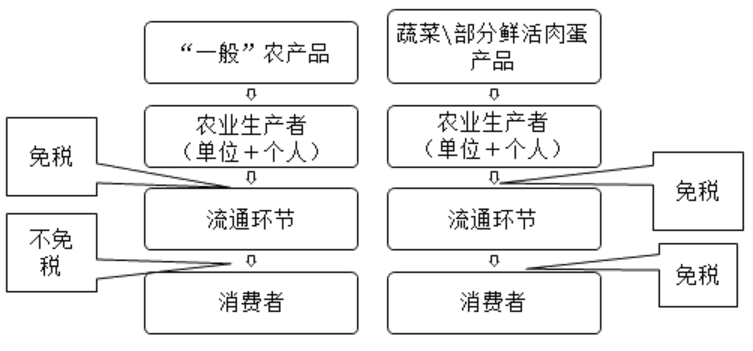 “一般”农产品
农业生产者
（单位＋个人）
流通环节
消费者
免税
不免
税
蔬菜\部分鲜活肉蛋
产品
农业生产者
（单位＋个人）
流通环节
消费者
免税
免税